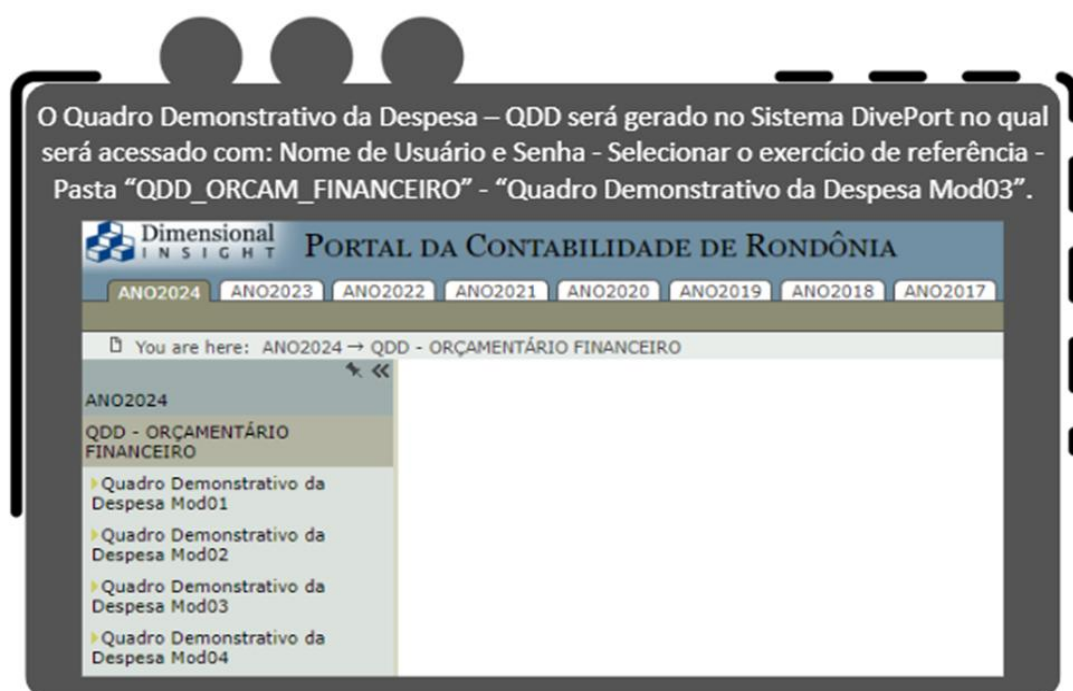 O Quadro Demonstrativo da Despesa – QDD será gerado no Sistema DivePort no qual
será acessado com: Nome de Usuário e Senha - Selecionar o exercício de referência -
Pasta “QDD_ORCAM_FINANCEIRO” - “Quadro Demonstrativo da Despesa Mod03”.
Dimensional
INSIGHT
PORTAL DA CONTABILIDADE DE RONDÔNIA
ANO2024 ANO2023 ANO2022 ANO2021 ANO2020 ANO2019 ANO2018 ANO2017
You are here: ANO2024 → QDD - ORÇAMENTÁRIO FINANCEIRO
ANO2024
QDD - ORÇAMENTÁRIO
FINANCEIRO
Quadro Demonstrativo da
Despesa Mod01
Quadro Demonstrativo da
Despesa Mod02
Quadro Demonstrativo da
Despesa Mod03
Quadro Demonstrativo da
Despesa Mod04